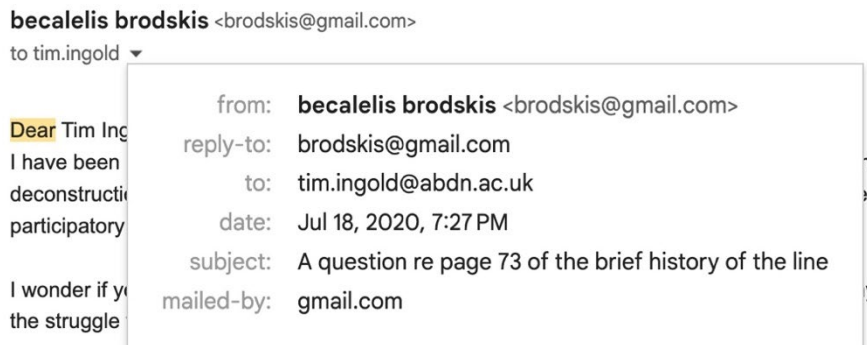 becalelis brodskis <brodskis@gmail.com>
to tim.ingold
from: becalelis brodskis <brodskis@gmail.com>
reply-to: brodskis@gmail.com
to: tim.ingold@abdn.ac.uk
date: Jul 18, 2020, 7:27 PM
subject: A question re page 73 of the brief history of the line
mailed-by: gmail.com
Dear Tim
I have been
participatory
I wonder if
the struggle